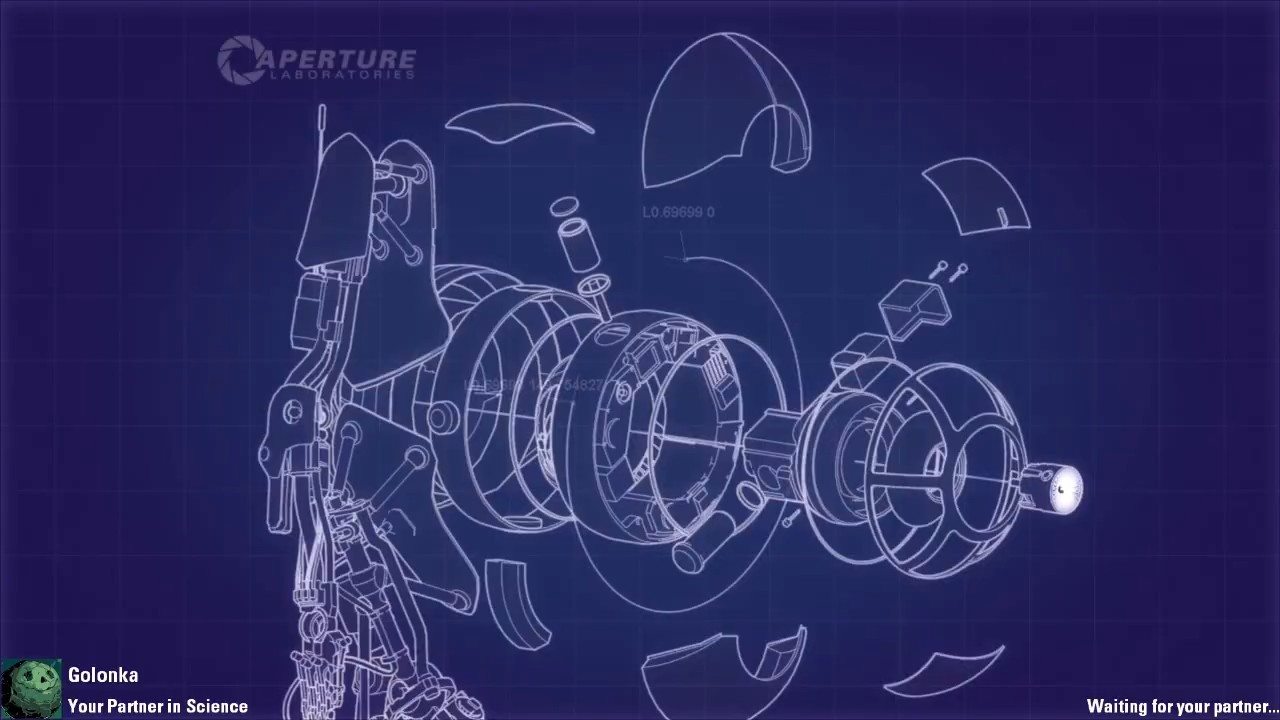 APERTURE
LABORATORIES
L0.69699 0
Golonka
Your Partner in Science
Waiting for your partner...